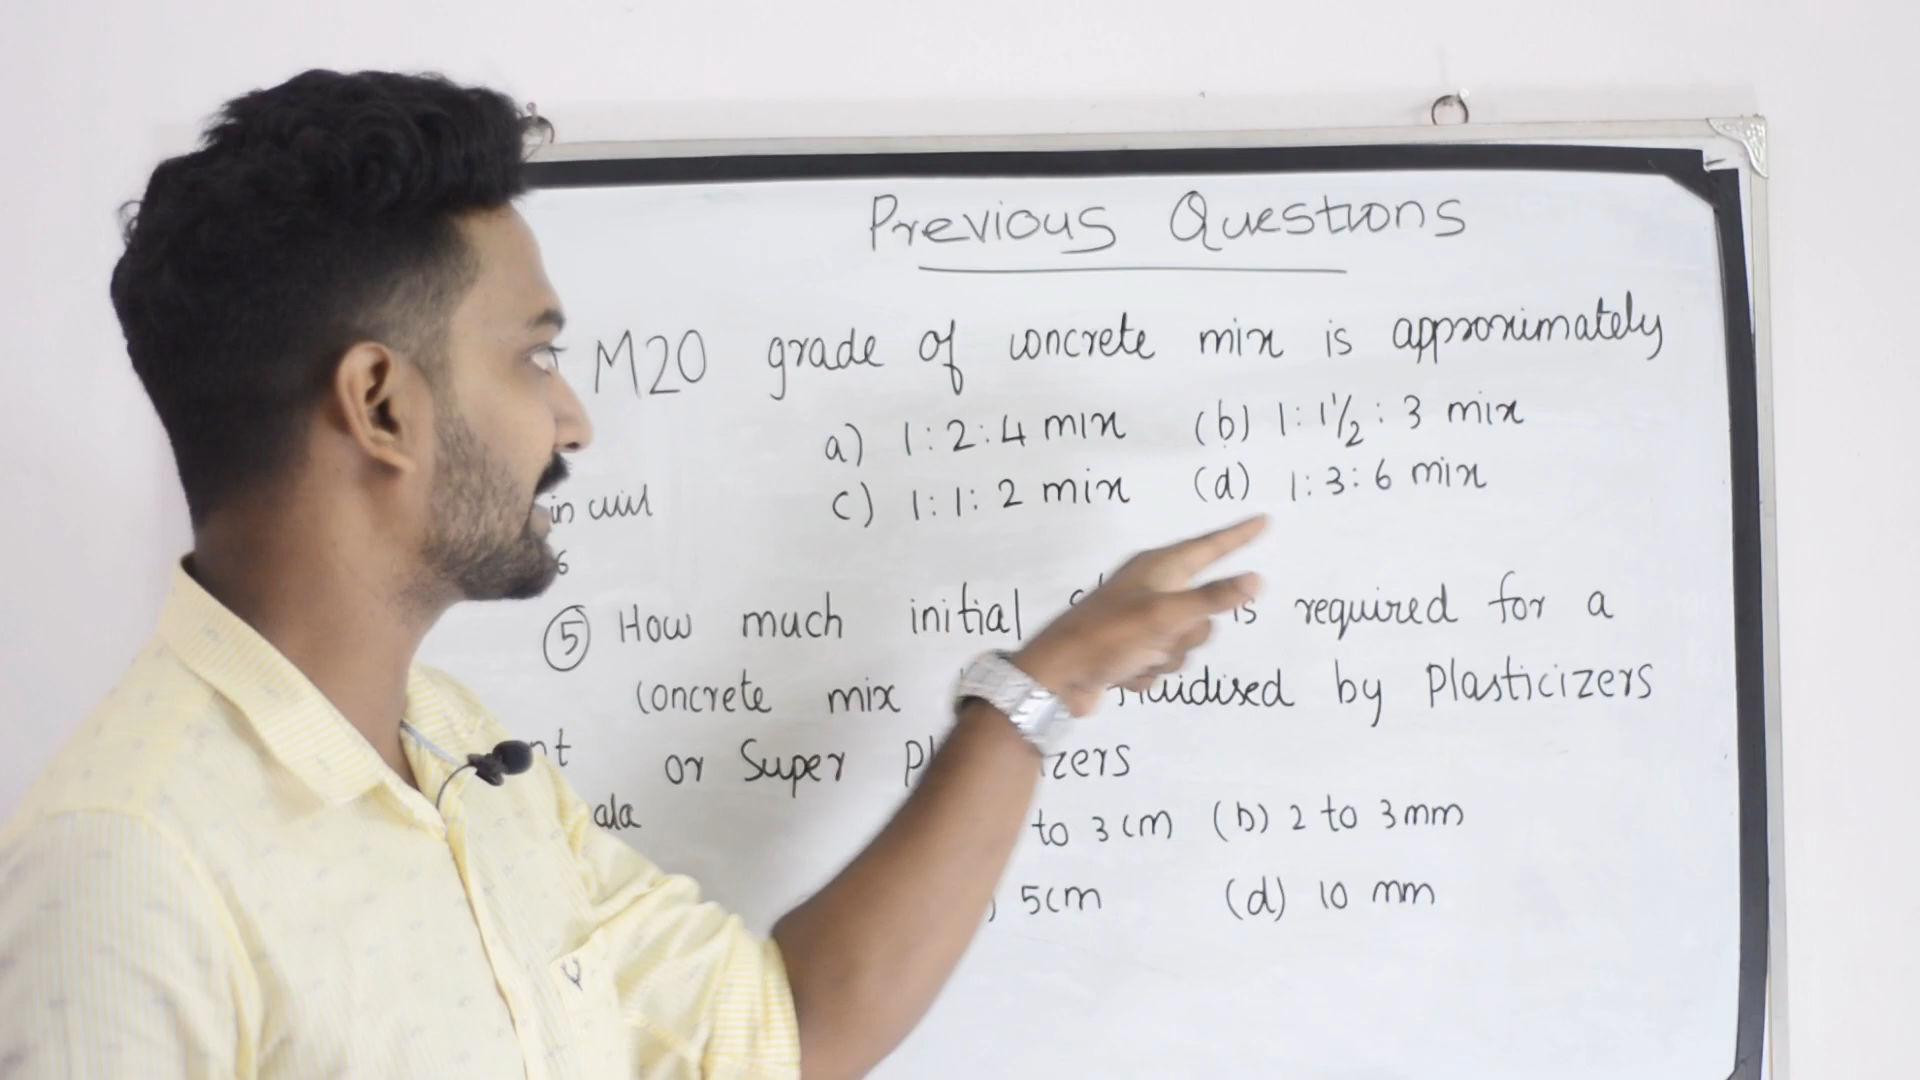 Previous Questions
M20 grade of concrete mix is approximately
a) 1:2:4 mix (b) 1:1½:3 mix
in civil c) 1:1:2 mix (d) 1:3:6 mix
6
⑤ How much initial is required for a
concrete mix fluidised by Plasticizers
or Super
ala to 3cm (b) 2 to 3mm
5cm (d) 10 mm